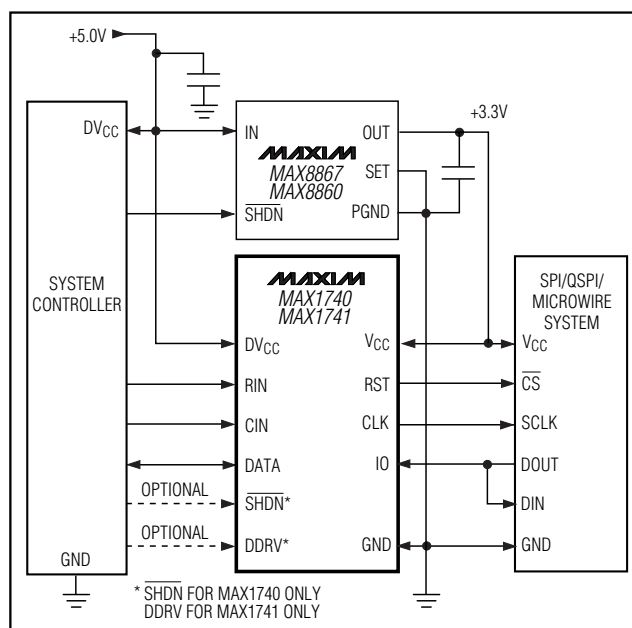 +5.0V
DVCC
IN
OUT
+3.3V
MAXIM
MAX8867
MAX8860
SET
SHDN
PGND
SYSTEM
CONTROLLER
MAXIM
MAX1740
MAX1741
SPI/QSPI/
MICROWIRE
SYSTEM
DVCC
VCC
VCC
RIN
RST
CS
CIN
CLK
SCLK
DATA
IO
DOUT
OPTIONAL
SHDN*
DIN
OPTIONAL
DDRV*
GND
GND
GND
* SHDN FOR MAX1740 ONLY
DDRV FOR MAX1741 ONLY